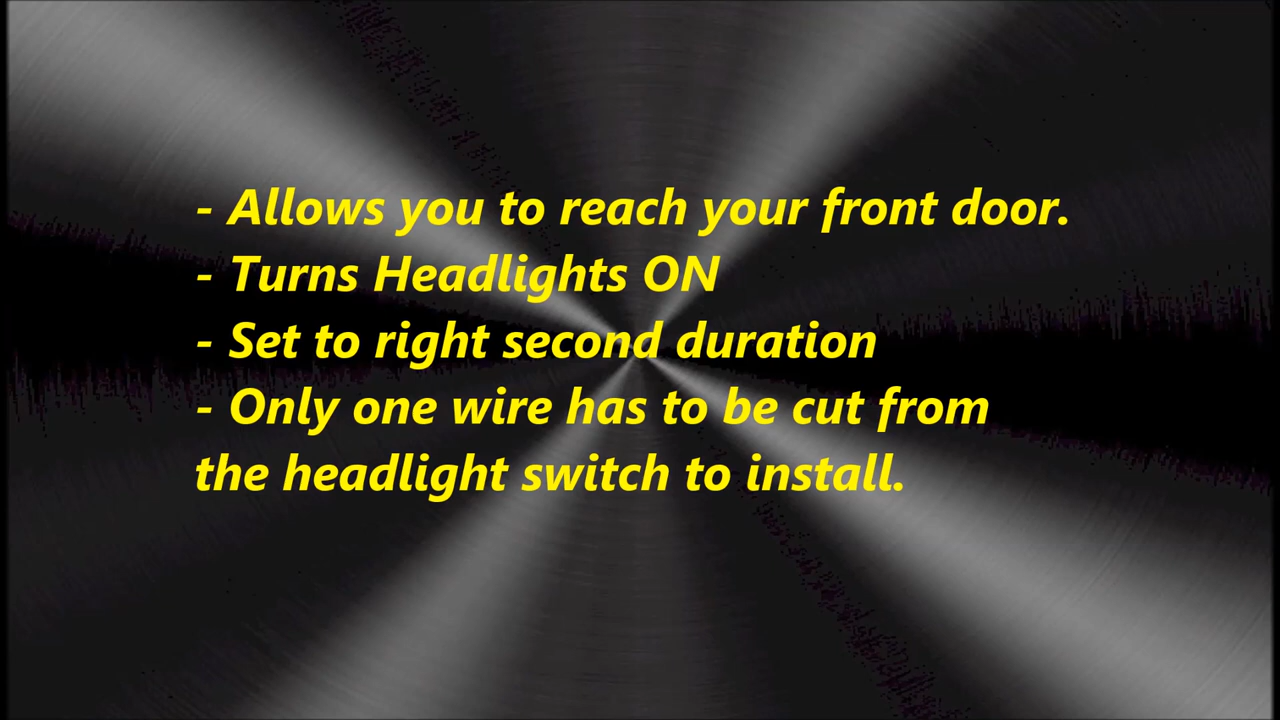 - Allows you to reach your front door.
- Turns Headlights ON
- Set to right second duration
- Only one wire has to be cut from
the headlight switch to install.